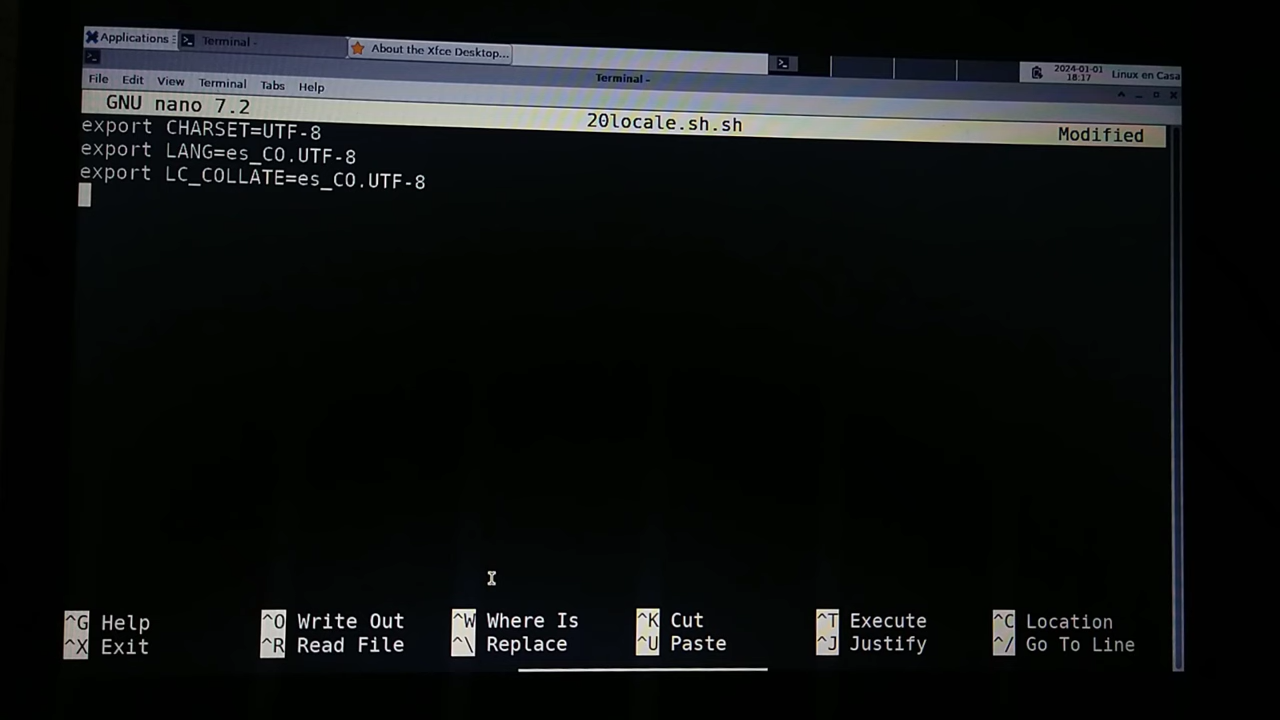 Applications Terminal - About the Xfce Desktop... 2024-01-01 18:17 Linux en Casa
Terminal -
File Edit View Terminal Tabs Help
GNU nano 7.2 20locale.sh.sh Modified
export CHARSET=UTF-8
export LANG=es_CO.UTF-8
export LC_COLLATE=es_CO.UTF-8
^G Help ^O Write Out ^W Where Is ^K Cut ^T Execute ^C Location
^X Exit ^R Read File ^\ Replace ^U Paste ^J Justify ^/ Go To Line